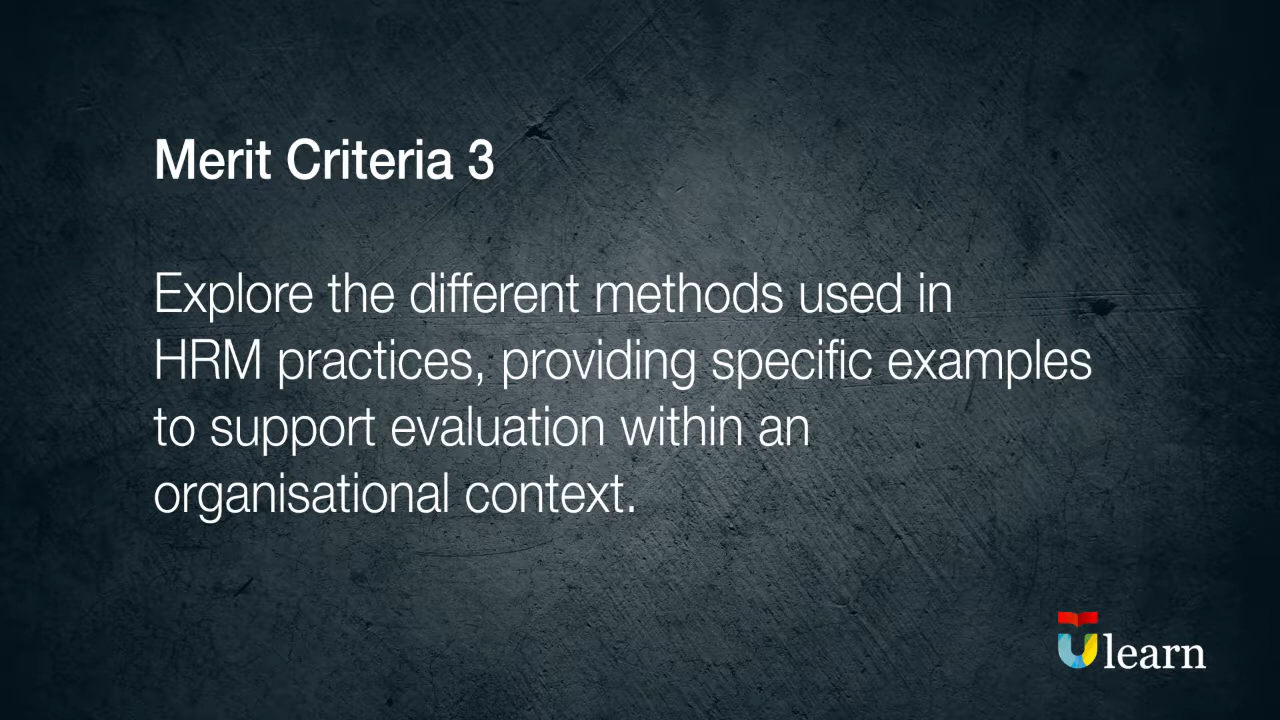 Merit Criteria 3
Explore the different methods used in
HRM practices, providing specific examples
to support evaluation within an
organisational context.
U learn